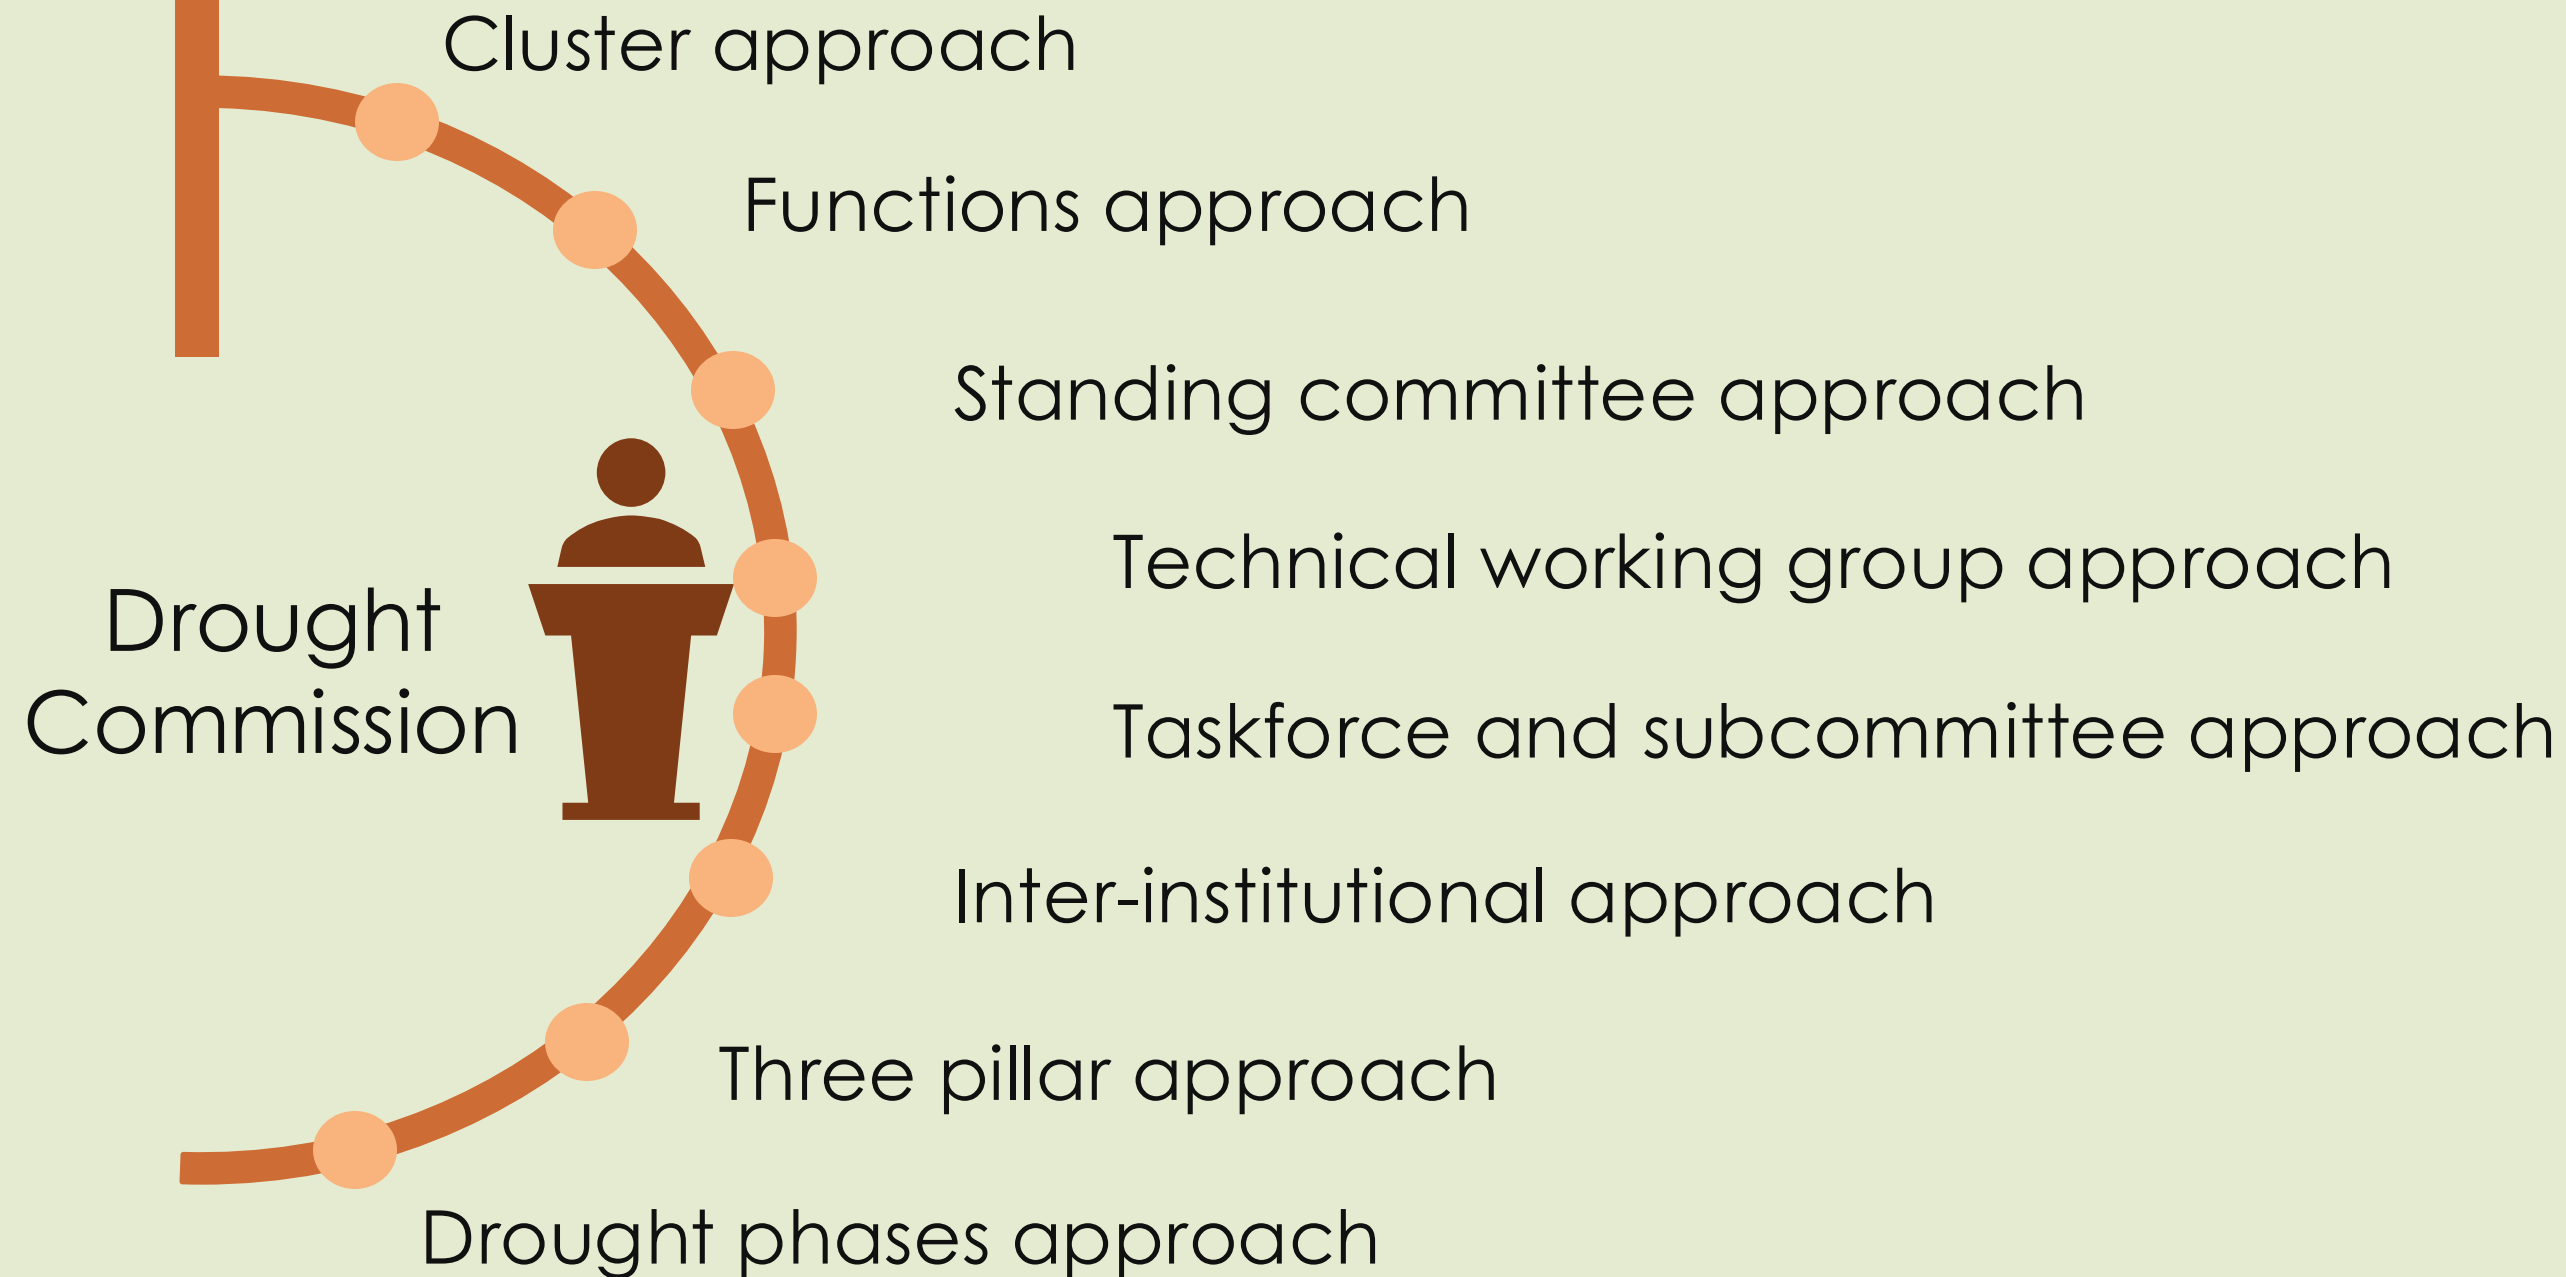 Cluster approach
Functions approach
Standing committee approach
Technical working group approach
Drought
Commission
Taskforce and subcommittee approach
Inter-institutional approach
Three pillar approach
Drought phases approach